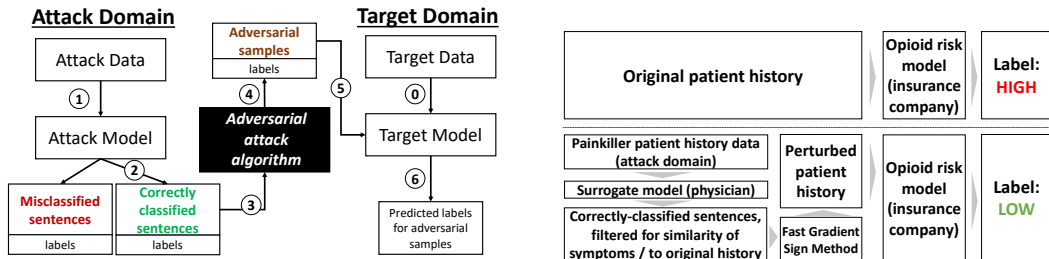 Attack Domain
Attack Data
1
Attack Model
2
Misclassified
sentences
labels
Correctly
classified
sentences
labels
3
Adversarial
attack
algorithm
4
Adversarial
samples
labels
5
Target Domain
Target Data
0
Target Model
6
Predicted labels
for adversarial
samples
Original patient history
Opioid risk
model
(insurance
company)
Label:
HIGH
Painkiller patient history data
(attack domain)
Surrogate model (physician)
Correctly-classified sentences,
filtered for similarity of
symptoms / to original history
Fast Gradient
Sign Method
Perturbed
patient
history
Opioid risk
model
(insurance
company)
Label:
LOW